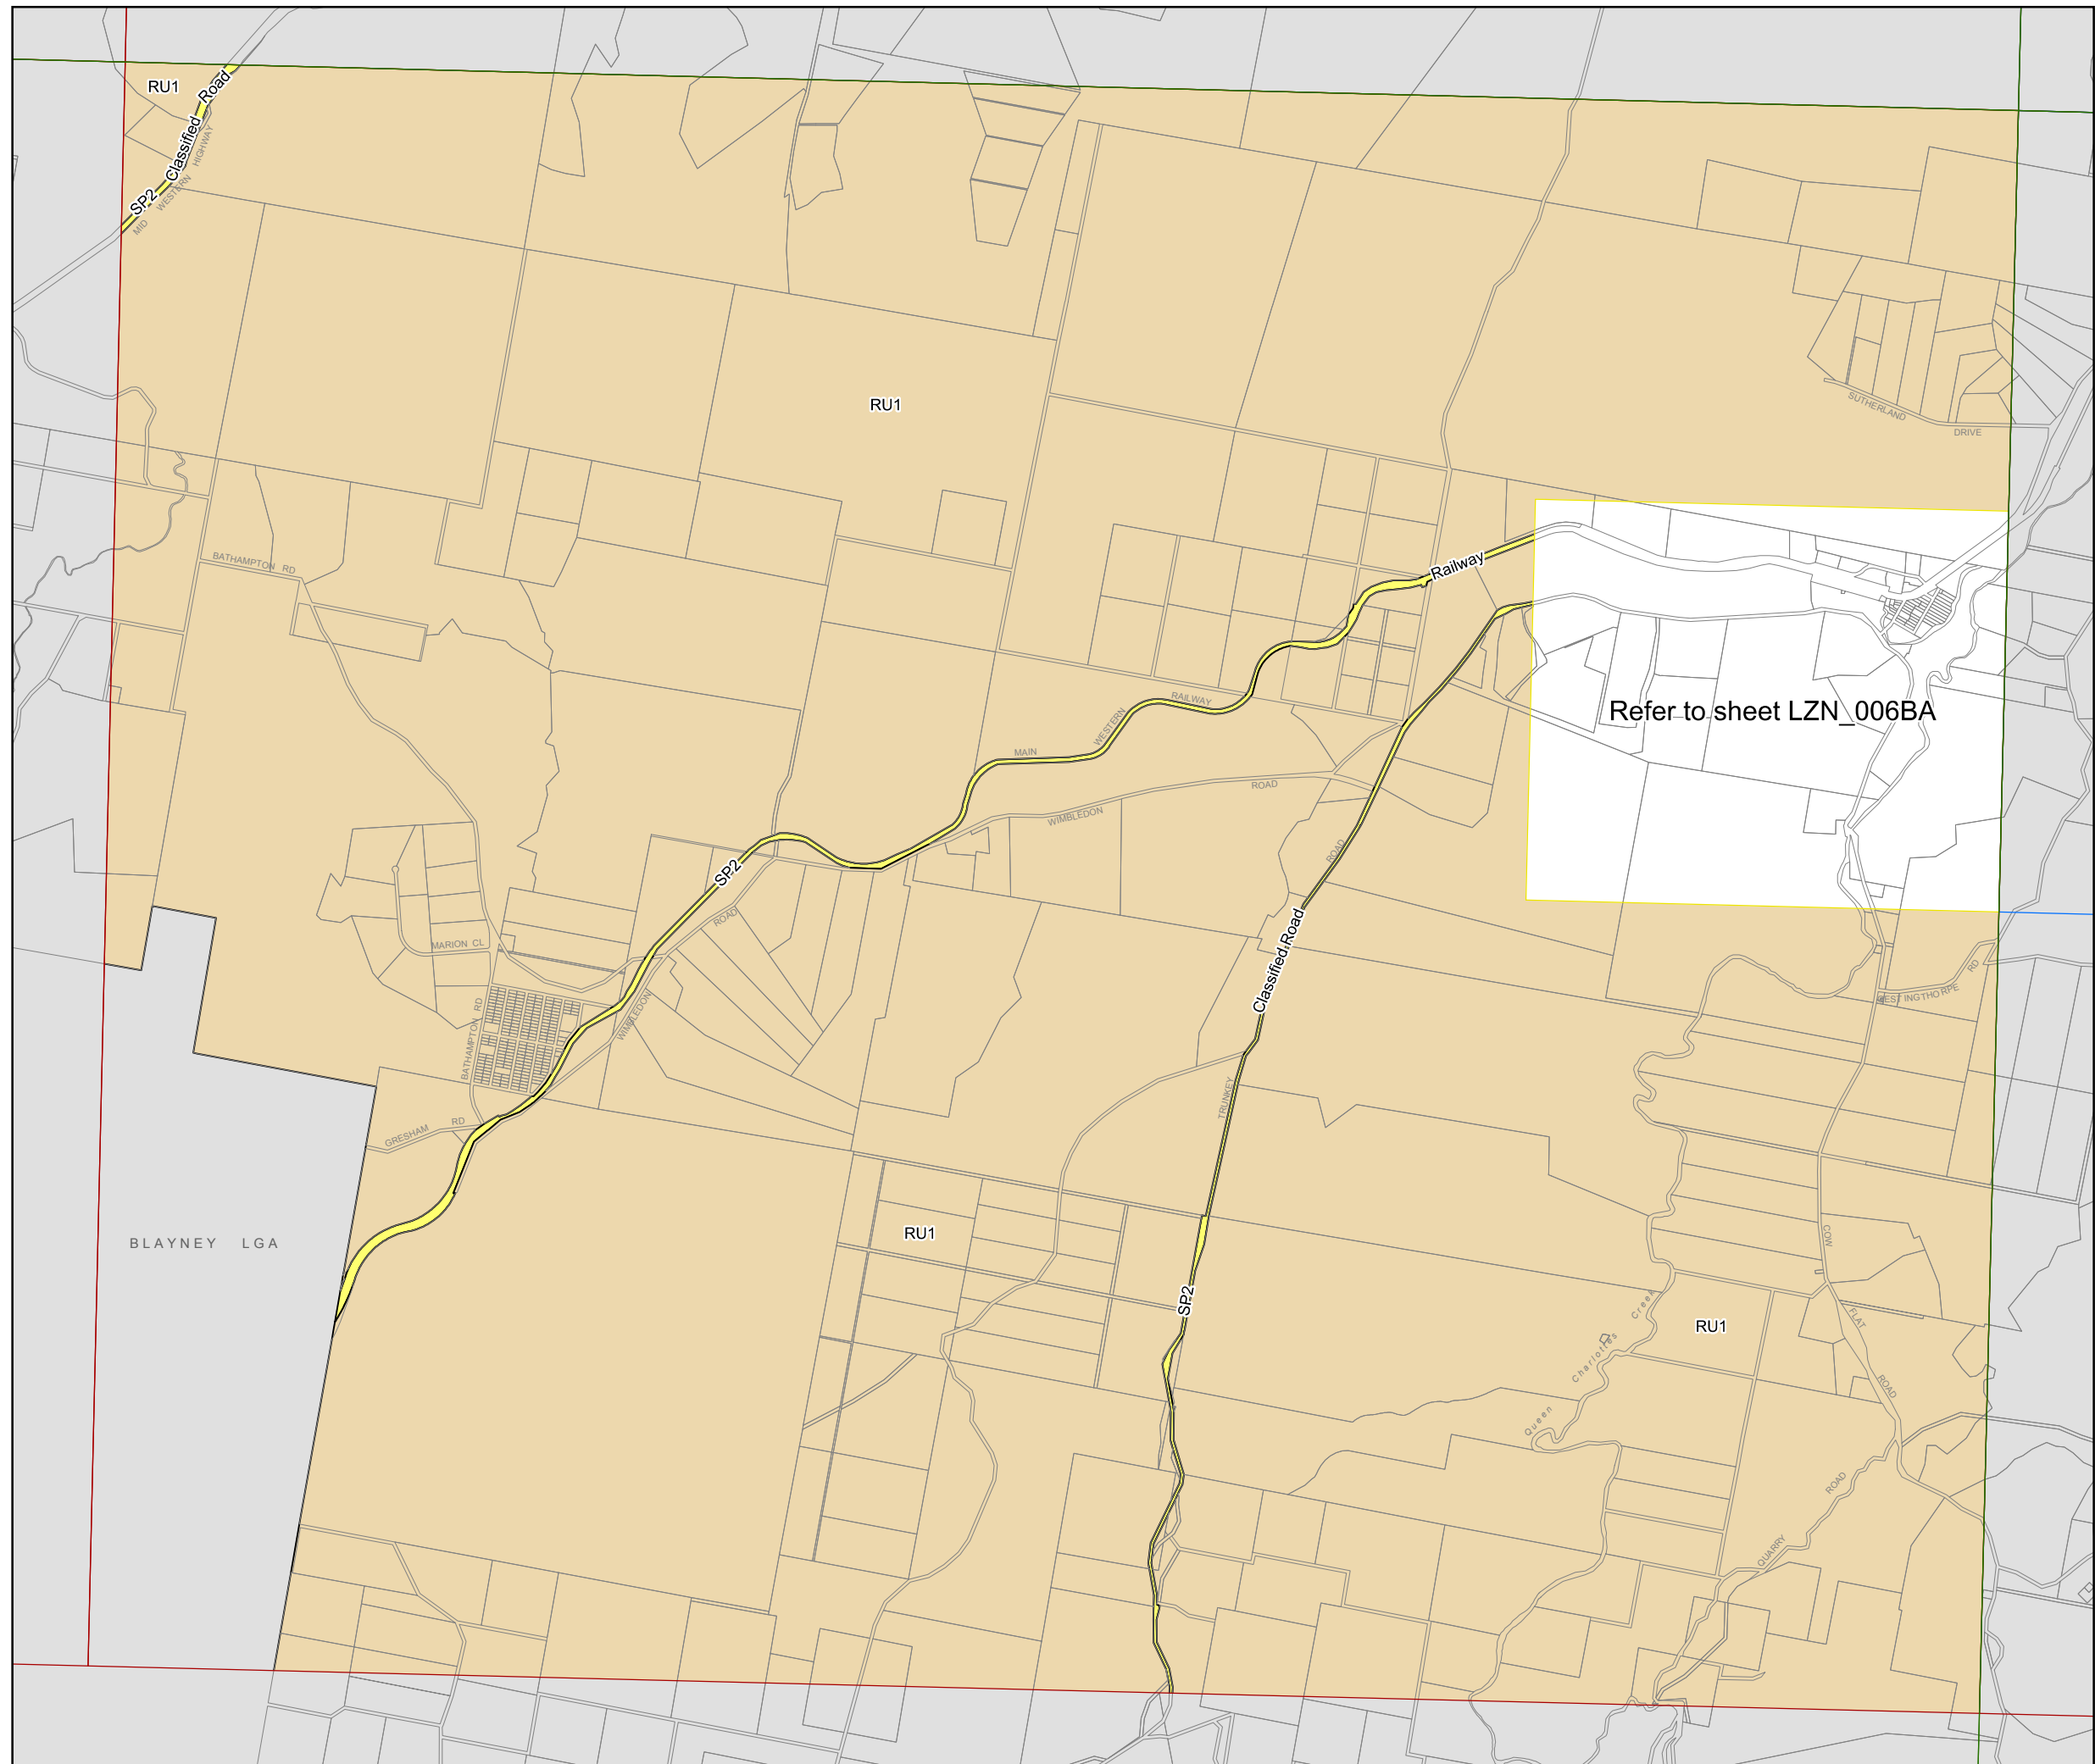 RU1
SP2
Classified
Road
MID WESTERN HIGHWAY
RU1
SUTHERLAND DRIVE
BATHAMPTON RD
Railway
Refer to sheet LZN_006BA
MAIN WESTERN RAILWAY
WIMBLEDON ROAD
ROAD
SP2
ROAD
MARION CL
Classified Road
BATHAMPTON RD
WIMBLEDON
WESTINGTHORPE RD
GRESHAM RD
TRUNKEY
BLAYNEY LGA
RU1
SP2
COW FLAT ROAD
Queen Charlottes Creek
RU1
QUARRY ROAD